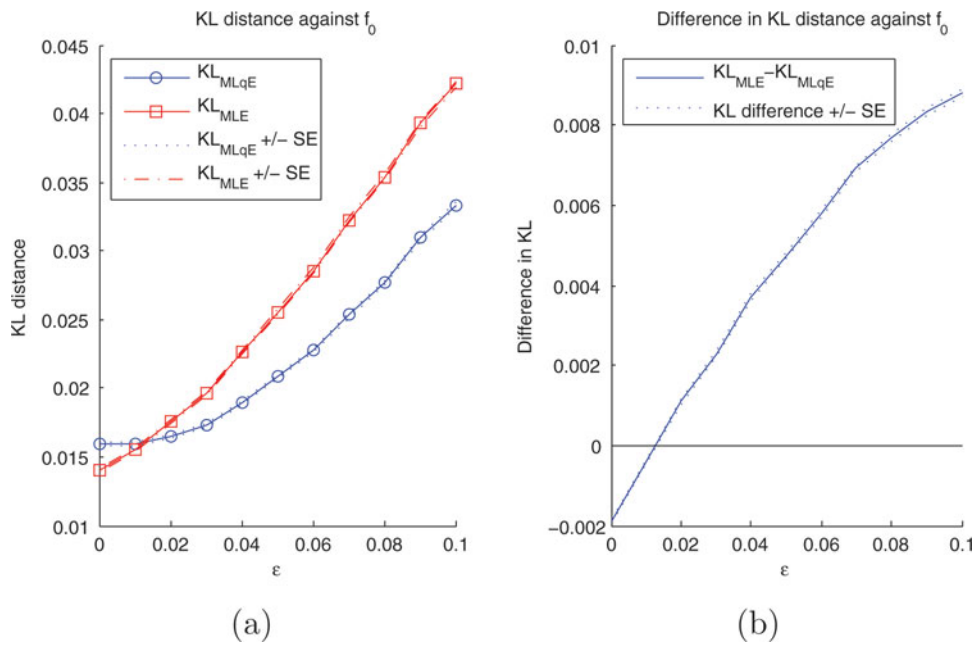 KL distance against f0
0.045
0.04
0.035
0.03
0.025
0.02
0.015
0.01
KL distance
KLMLqE
KLMLE
KLMLqE +/− SE
KLMLE +/− SE
0 0.02 0.04 0.06 0.08 0.1
ε
(a)
Difference in KL distance against f0
0.01
0.008
0.006
0.004
0.002
0
−0.002
Difference in KL
KLMLE−KLMLqE
KL difference +/− SE
0 0.02 0.04 0.06 0.08 0.1
ε
(b)